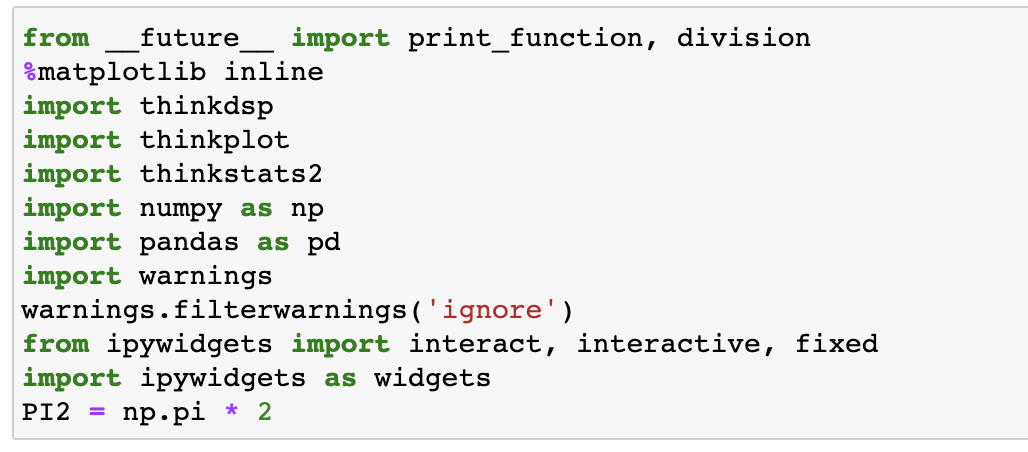 from __future__ import print_function, division
%matplotlib inline
import thinkdsp
import thinkplot
import thinkstats2
import numpy as np
import pandas as pd
import warnings
warnings.filterwarnings('ignore')
from ipywidgets import interact, interactive, fixed
import ipywidgets as widgets
PI2 = np.pi * 2